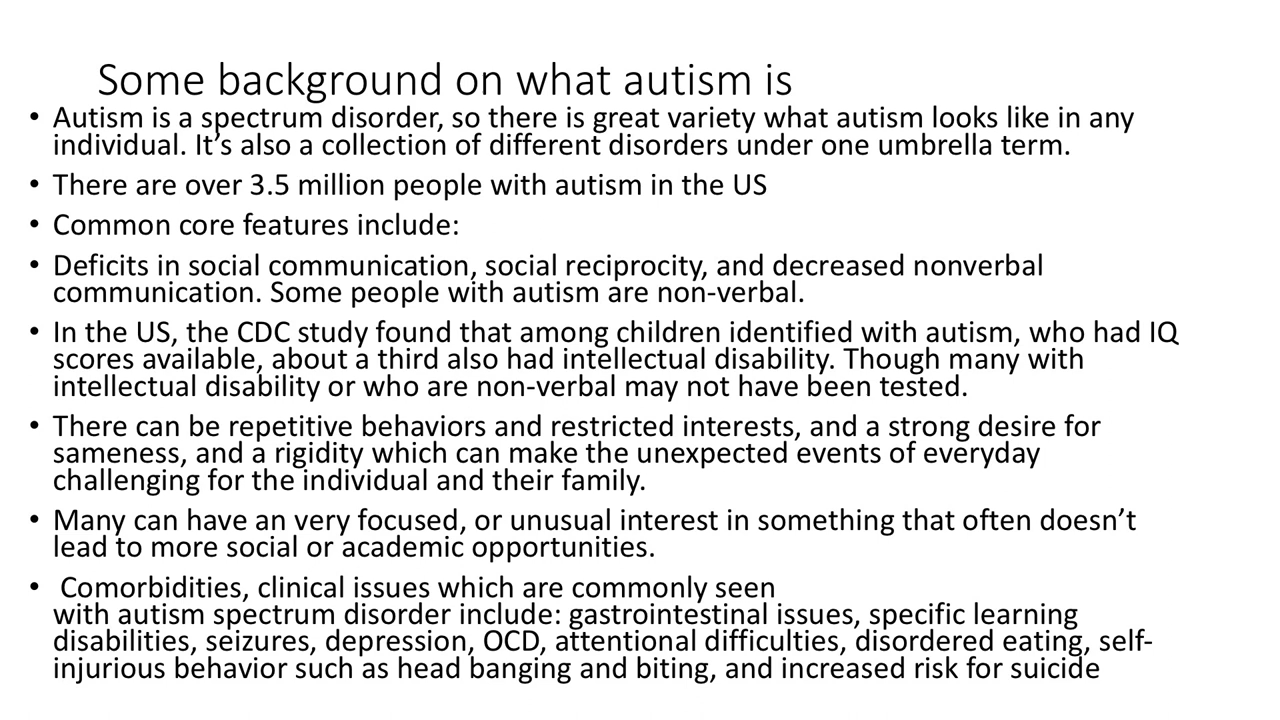 Some background on what autism is
• Autism is a spectrum disorder, so there is great variety what autism looks like in any
individual. It’s also a collection of different disorders under one umbrella term.
• There are over 3.5 million people with autism in the US
• Common core features include:
• Deficits in social communication, social reciprocity, and decreased nonverbal
communication. Some people with autism are non-verbal.
• In the US, the CDC study found that among children identified with autism, who had IQ
scores available, about a third also had intellectual disability. Though many with
intellectual disability or who are non-verbal may not have been tested.
• There can be repetitive behaviors and restricted interests, and a strong desire for
sameness, and a rigidity which can make the unexpected events of everyday
challenging for the individual and their family.
• Many can have an very focused, or unusual interest in something that often doesn’t
lead to more social or academic opportunities.
• Comorbidities, clinical issues which are commonly seen
with autism spectrum disorder include: gastrointestinal issues, specific learning
disabilities, seizures, depression, OCD, attentional difficulties, disordered eating, self-
injurious behavior such as head banging and biting, and increased risk for suicide